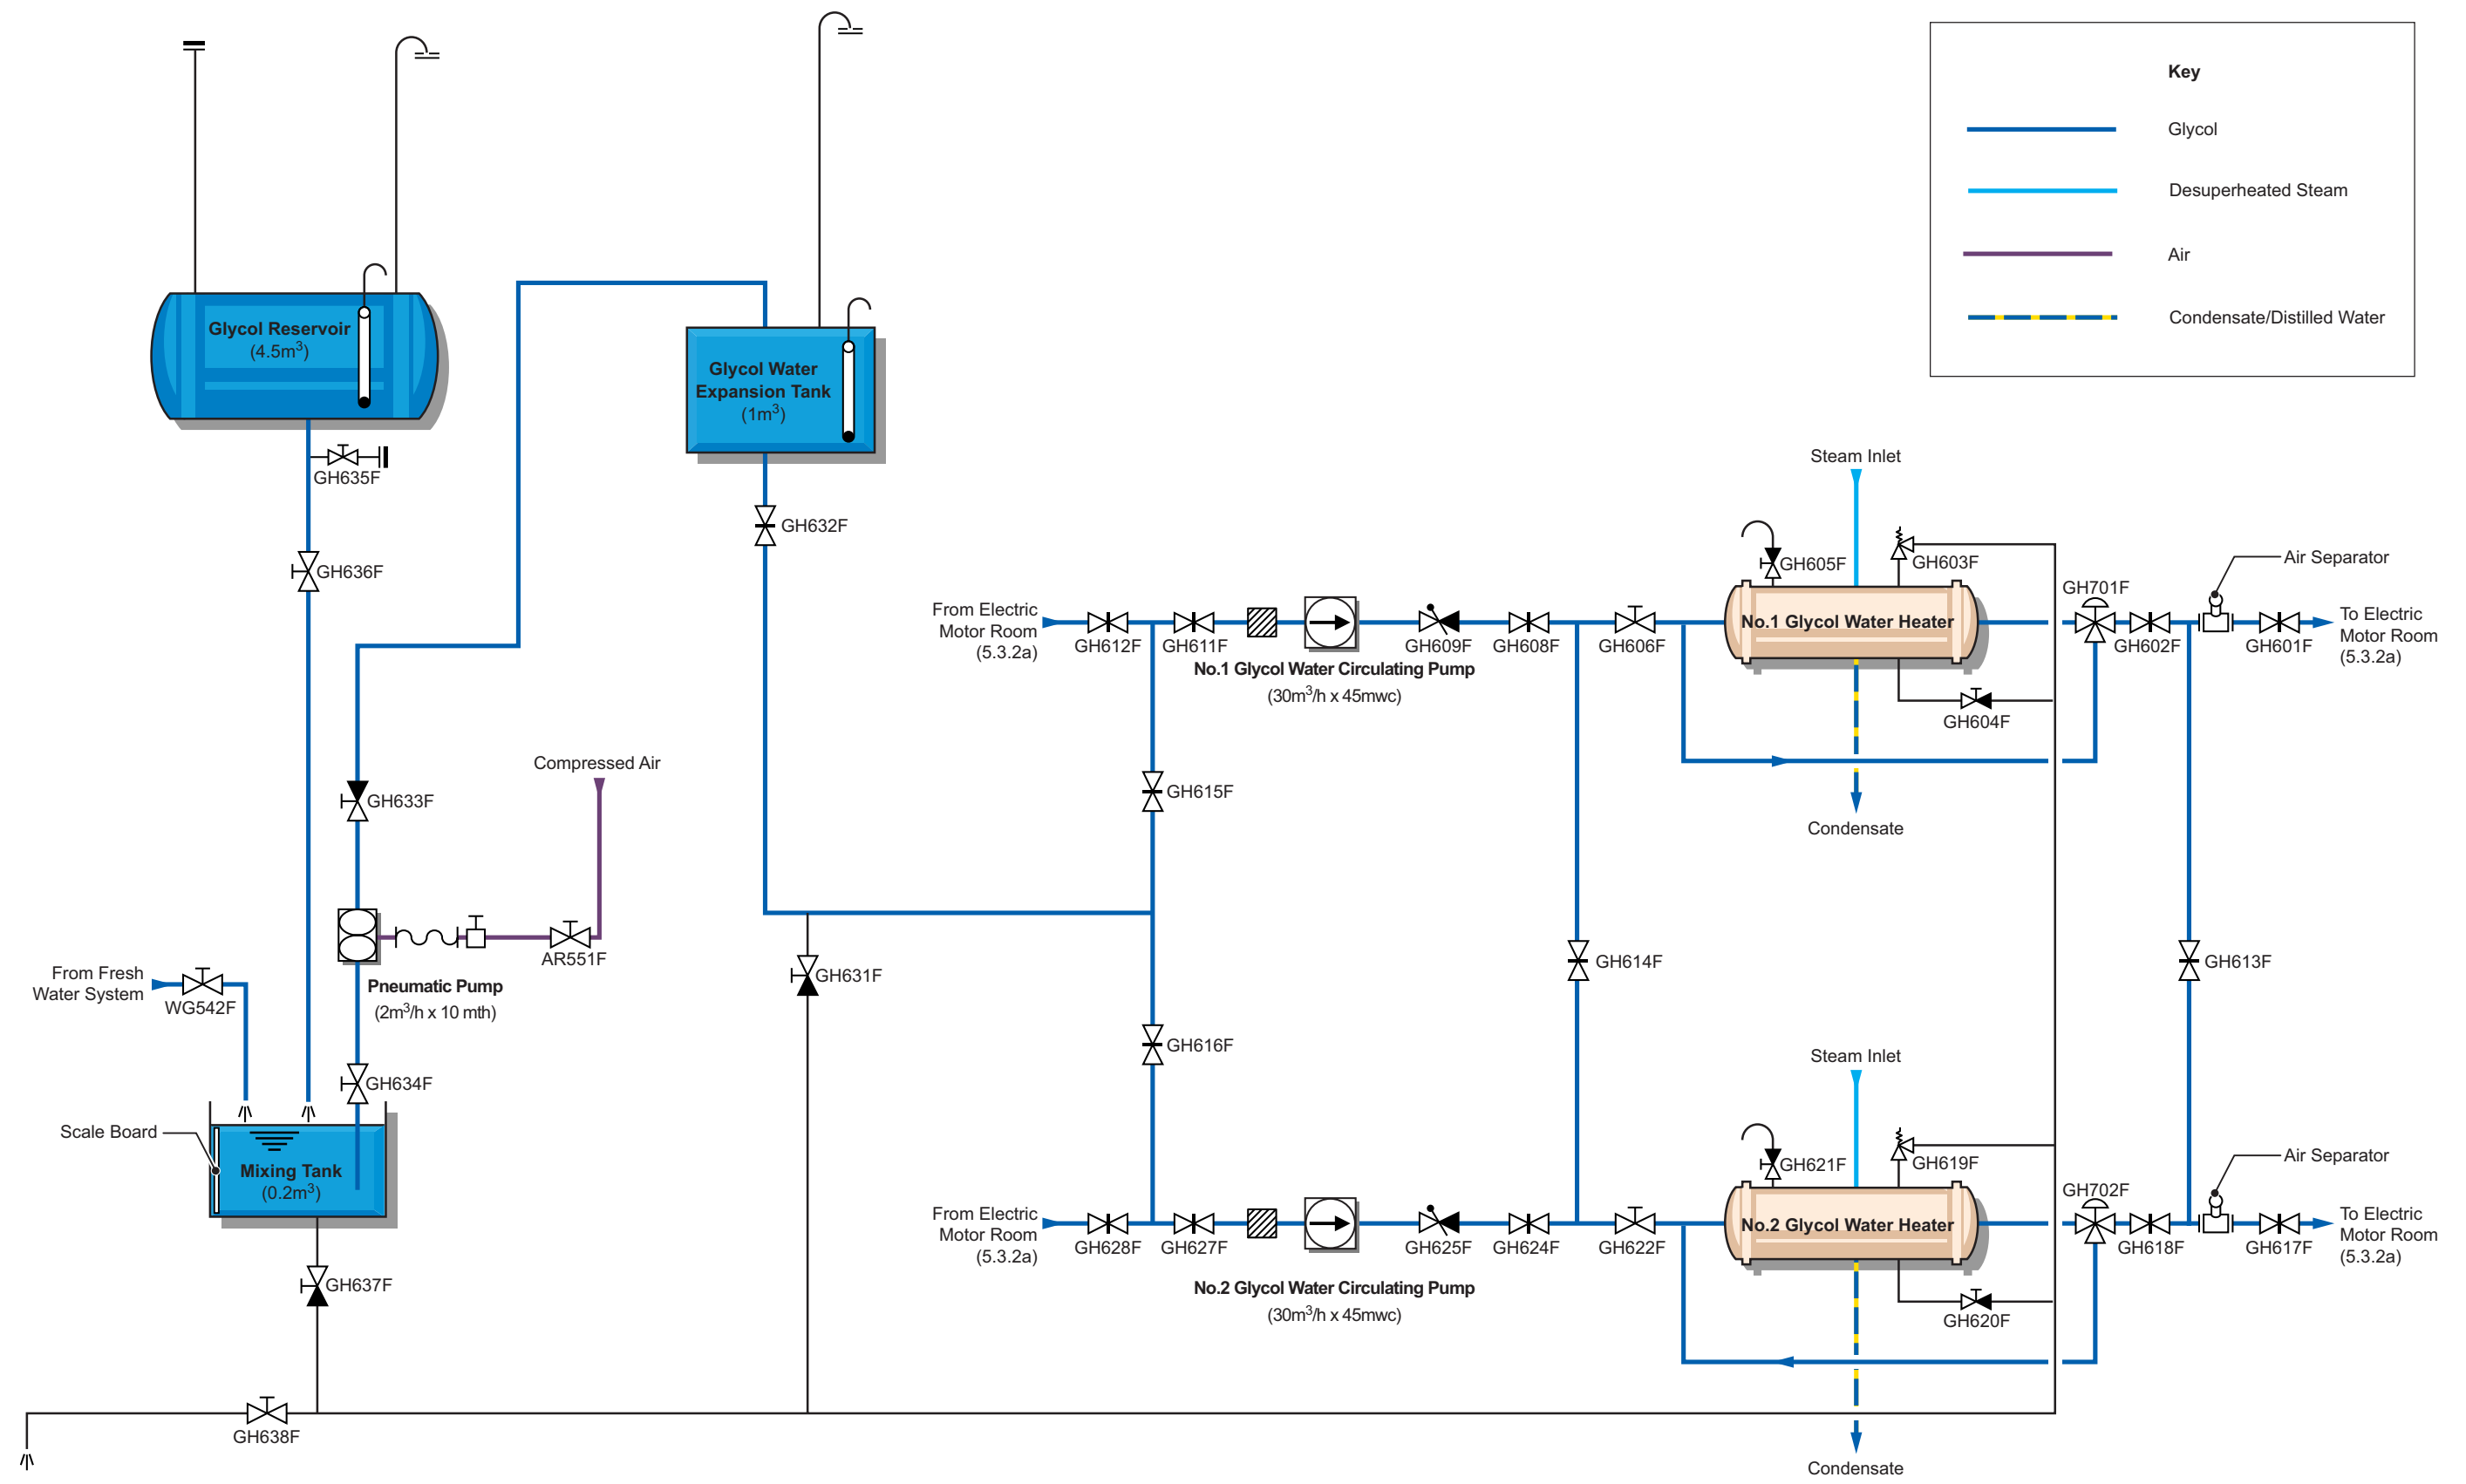 Key
Glycol
Desuperheated Steam
Air
Condensate/Distilled Water
Glycol Reservoir
(4.5m³)
GH635F
GH636F
Glycol Water
Expansion Tank
(1m³)
GH632F
GH633F
Compressed Air
AR551F
Pneumatic Pump
(2m³/h x 10 mth)
From Fresh
Water System
WG542F
GH634F
Scale Board
Mixing Tank
(0.2m³)
GH637F
GH638F
GH631F
From Electric
Motor Room
(5.3.2a)
GH612F
GH611F
No.1 Glycol Water Circulating Pump
(30m³/h x 45mwc)
GH609F
GH608F
GH606F
Steam Inlet
GH605F
GH603F
No.1 Glycol Water Heater
GH604F
Condensate
GH701F
GH602F
Air Separator
GH601F
To Electric
Motor Room
(5.3.2a)
GH615F
GH616F
GH614F
GH613F
From Electric
Motor Room
(5.3.2a)
GH628F
GH627F
No.2 Glycol Water Circulating Pump
(30m³/h x 45mwc)
GH625F
GH624F
GH622F
Steam Inlet
GH621F
GH619F
No.2 Glycol Water Heater
GH620F
Condensate
GH702F
GH618F
Air Separator
GH617F
To Electric
Motor Room
(5.3.2a)